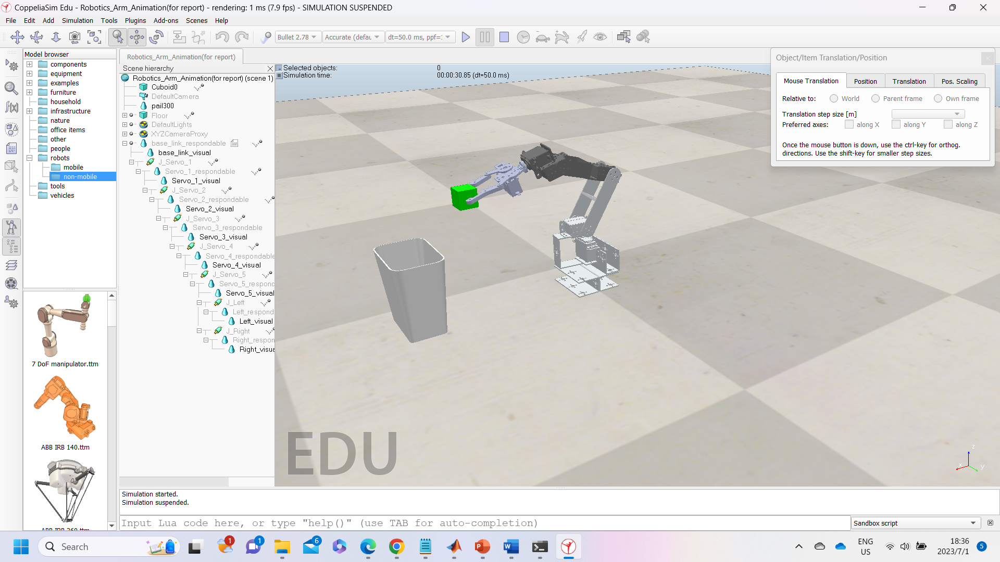 CoppeliaSim Edu - Robotics_Arm_Animation(for report) - rendering: 1 ms (7.9 fps) - SIMULATION SUSPENDED
File Edit Add Simulation Tools Plugins Add-ons Scenes Help
Bullet 2.78 Accurate (defau dt=50.0 ms, ppf=:
Model browser
components
equipment
examples
furniture
household
infrastructure
nature
office items
other
people
robots
mobile
non-mobile
tools
vehicles
7 DoF manipulator.ttm
ABB IRB 140.ttm
ABB IRB 360.ttm
Robotics_Arm_Animation(for report)
Scene hierarchy
Robotics_Arm_Animation(for report) (scene 1)
Cuboid0
DefaultCamera
pail300
Floor
DefaultLights
XYZCameraProxy
base_link_respondable
base_link_visual
J_Servo_1
Servo_1_respondable
Servo_1_visual
J_Servo_2
Servo_2_respondable
Servo_2_visual
J_Servo_3
Servo_3_respondable
Servo_3_visual
J_Servo_4
Servo_4_respondable
Servo_4_visual
J_Servo_5
Servo_5_respond
Servo_5_visual
J_Left
Left_respond
Left_visual
J_Right
Right_respon
Right_visua
Selected objects: 0
Simulation time: 00:00:30.85 (dt=50.0 ms)
EDU
z
x
y
Object/Item Translation/Position
Mouse Translation Position Translation Pos. Scaling
Relative to: World Parent frame Own frame
Translation step size [m]
Preferred axes: along X along Y along Z
Once the mouse button is down, use the ctrl-key for orthog.
directions. Use the shift-key for smaller step sizes.
Simulation started.
Simulation suspended.
Input Lua code here, or type "help()" (use TAB for auto-completion)
Sandbox script
Search
1
1
6
ENG
US
18:36
2023/7/1
5